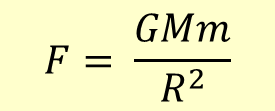 F = GMm / R²